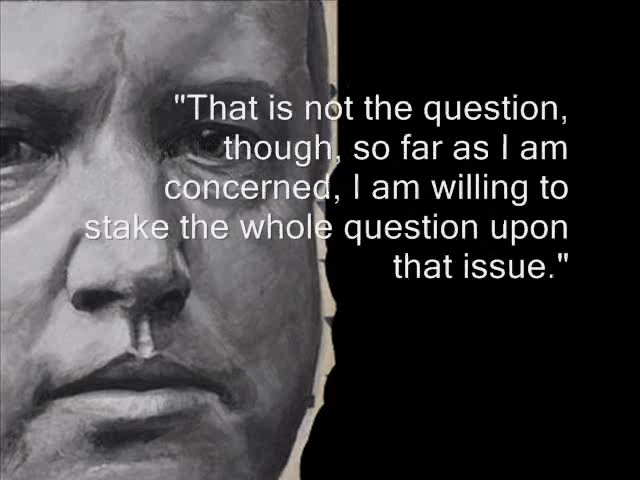 "That is not the question,
though, so far as I am
concerned, I am willing to
stake the whole question upon
that issue."